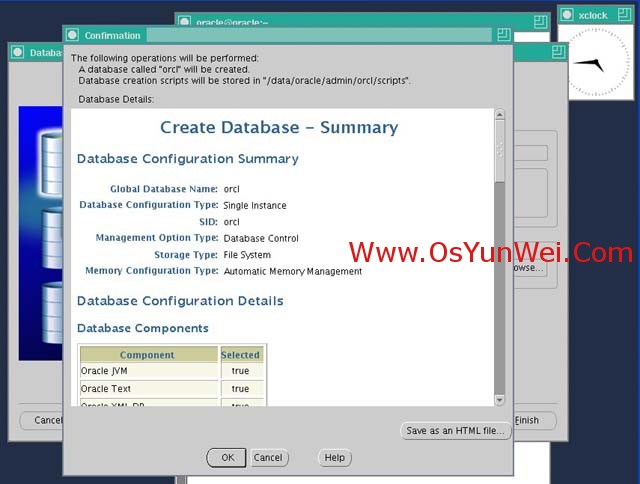 oracle@oracle:~
xclock
Confirmation
Databa
The following operations will be performed:
A database called "orcl" will be created.
Database creation scripts will be stored in "/data/oracle/admin/orcl/scripts".
Database Details:
Create Database - Summary
Database Configuration Summary
Global Database Name: orcl
Database Configuration Type: Single Instance
SID: orcl
Management Option Type: Database Control
Storage Type: File System
Memory Configuration Type: Automatic Memory Management
Www.OsYunWei.Com
owse...
Database Configuration Details
Database Components
Component Selected
Oracle JVM true
Oracle Text true
Oracle XML DB true
Cancel
Finish
Save as an HTML file...
OK Cancel Help